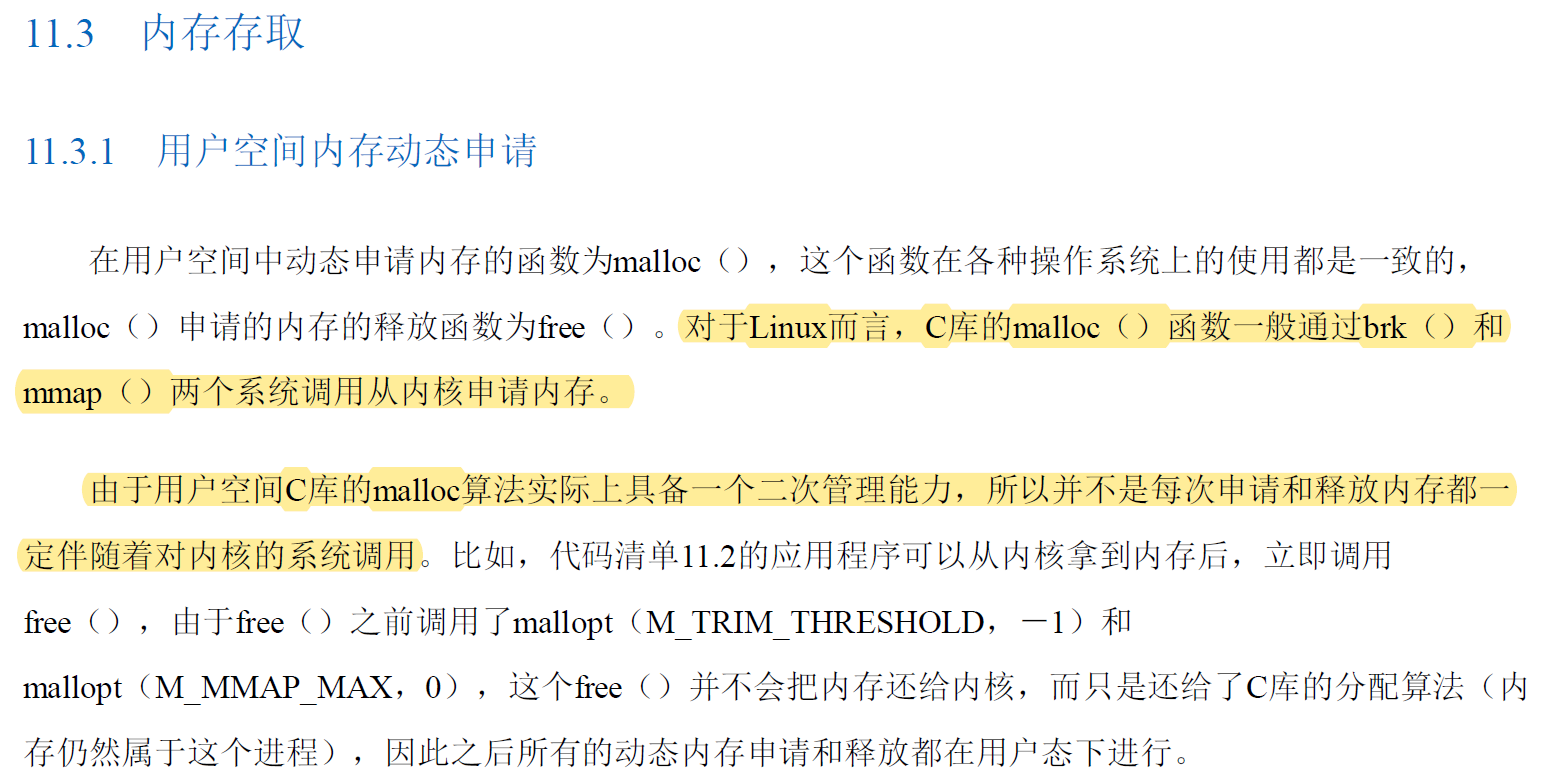 11.3 内存存取
11.3.1 用户空间内存动态申请
在用户空间中动态申请内存的函数为malloc（），这个函数在各种操作系统上的使用都是一致的，
malloc（）申请的内存的释放函数为free（）。对于Linux而言，C库的malloc（）函数一般通过brk（）和
mmap（）两个系统调用从内核申请内存。
由于用户空间C库的malloc算法实际上具备一个二次管理能力，所以并不是每次申请和释放内存都一
定伴随着对内核的系统调用。比如，代码清单11.2的应用程序可以从内核拿到内存后，立即调用
free（），由于free（）之前调用了mallopt（M_TRIM_THRESHOLD，－1）和
mallopt（M_MMAP_MAX，0），这个free（）并不会把内存还给内核，而只是还给了C库的分配算法（内
存仍然属于这个进程），因此之后所有的动态内存申请和释放都在用户态下进行。